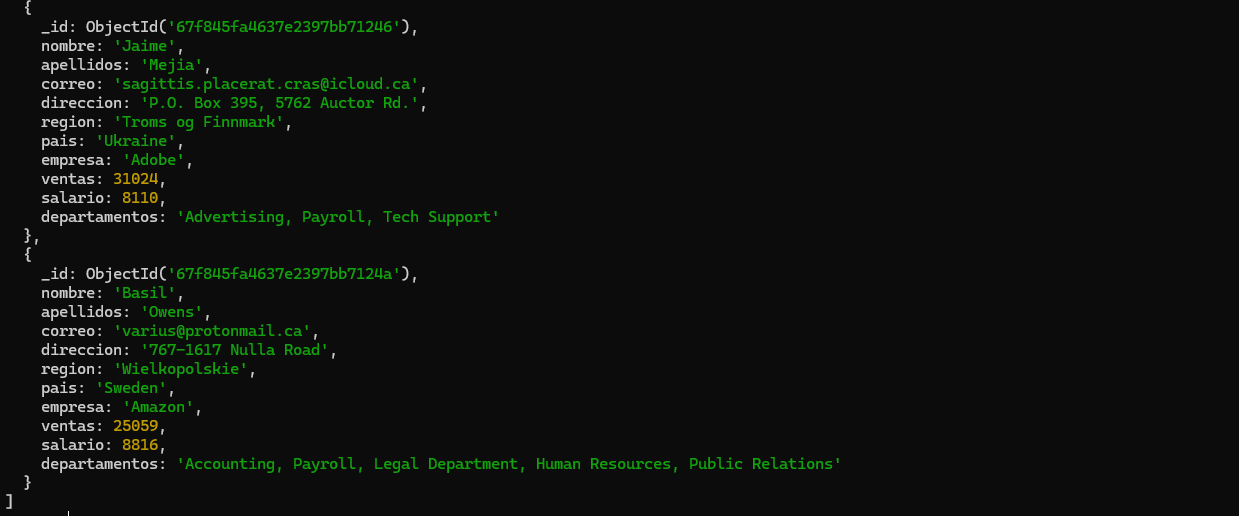 {
_id: ObjectId('67f845fa4637e2397bb71246'),
nombre: 'Jaime',
apellidos: 'Mejia',
correo: 'sagittis.placerat.cras@icloud.ca',
direccion: 'P.O. Box 395, 5762 Auctor Rd.',
region: 'Troms og Finnmark',
pais: 'Ukraine',
empresa: 'Adobe',
ventas: 31024,
salario: 8110,
departamentos: 'Advertising, Payroll, Tech Support'
},
{
_id: ObjectId('67f845fa4637e2397bb7124a'),
nombre: 'Basil',
apellidos: 'Owens',
correo: 'varius@protonmail.ca',
direccion: '767-1617 Nulla Road',
region: 'Wielkopolskie',
pais: 'Sweden',
empresa: 'Amazon',
ventas: 25059,
salario: 8816,
departamentos: 'Accounting, Payroll, Legal Department, Human Resources, Public Relations'
}
]